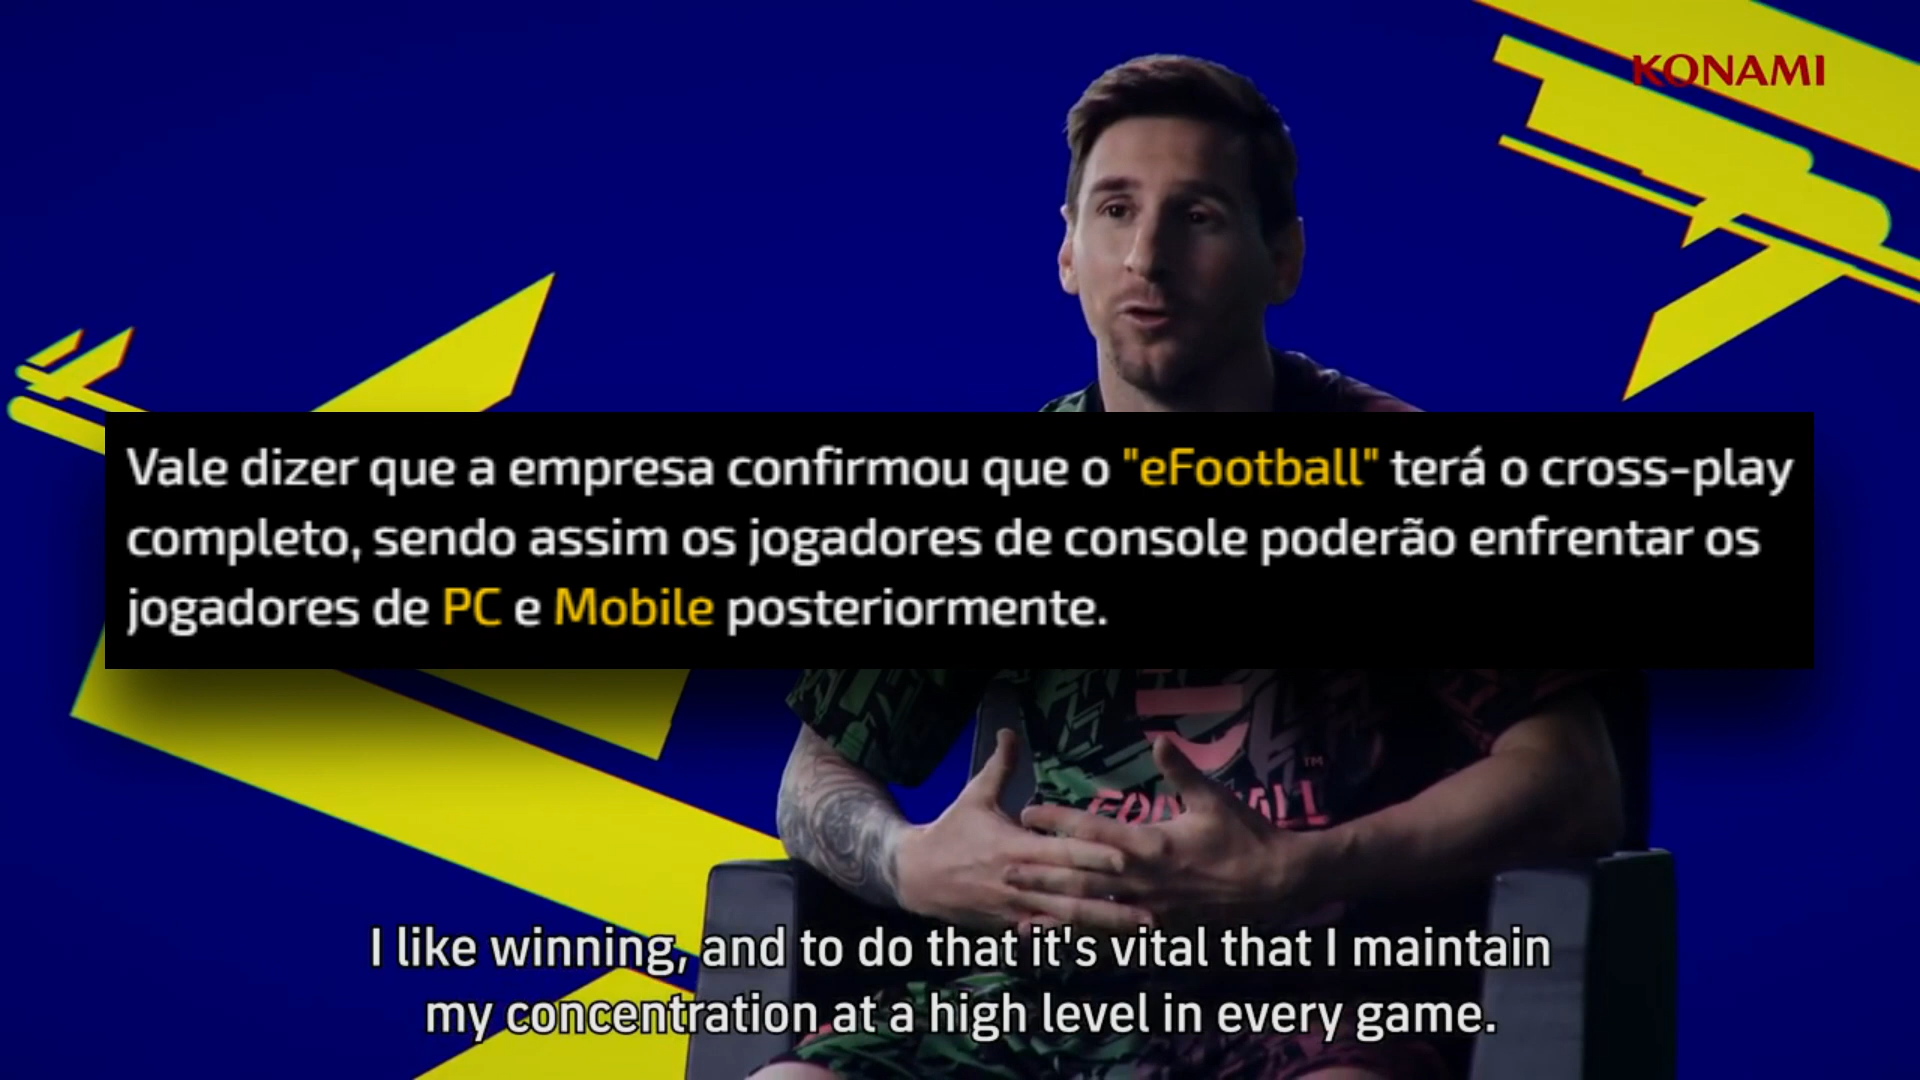 KONAMI
Vale dizer que a empresa confirmou que o "eFootball" terá o cross-play
completo, sendo assim os jogadores de console poderão enfrentar os
jogadores de PC e Mobile posteriormente.
TM
I like winning, and to do that it's vital that I maintain
my concentration at a high level in every game.